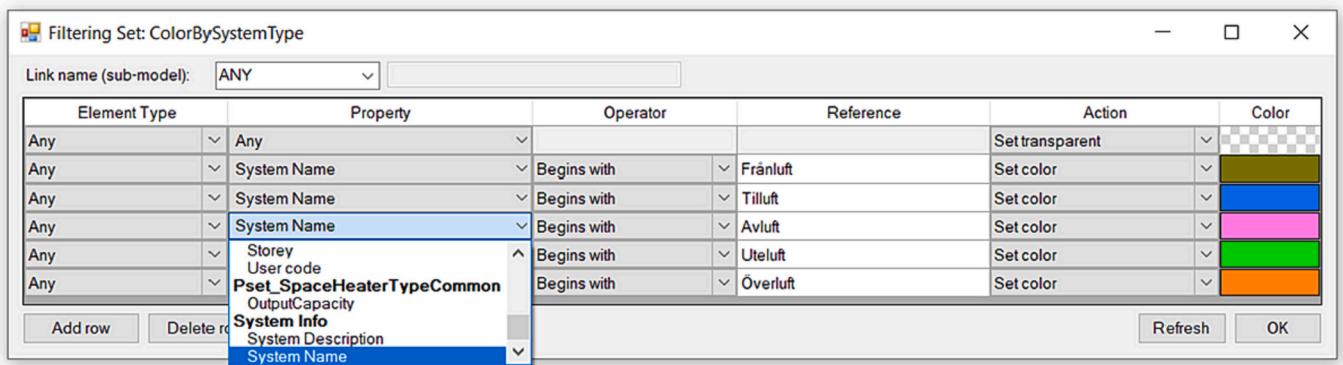 Filtering Set: ColorBySystemType
Link name (sub-model): ANY
Element Type Property Operator Reference Action Color
Any Any Set transparent
Any System Name Begins with Frånluft Set color
Any System Name Begins with Tilluft Set color
Any System Name Begins with Avluft Set color
Any Begins with Uteluft Set color
Any Begins with Överluft Set color
Storey
User code
Pset_SpaceHeaterTypeCommon
OutputCapacity
System Info
System Description
System Name
Add row Delete ro Refresh OK